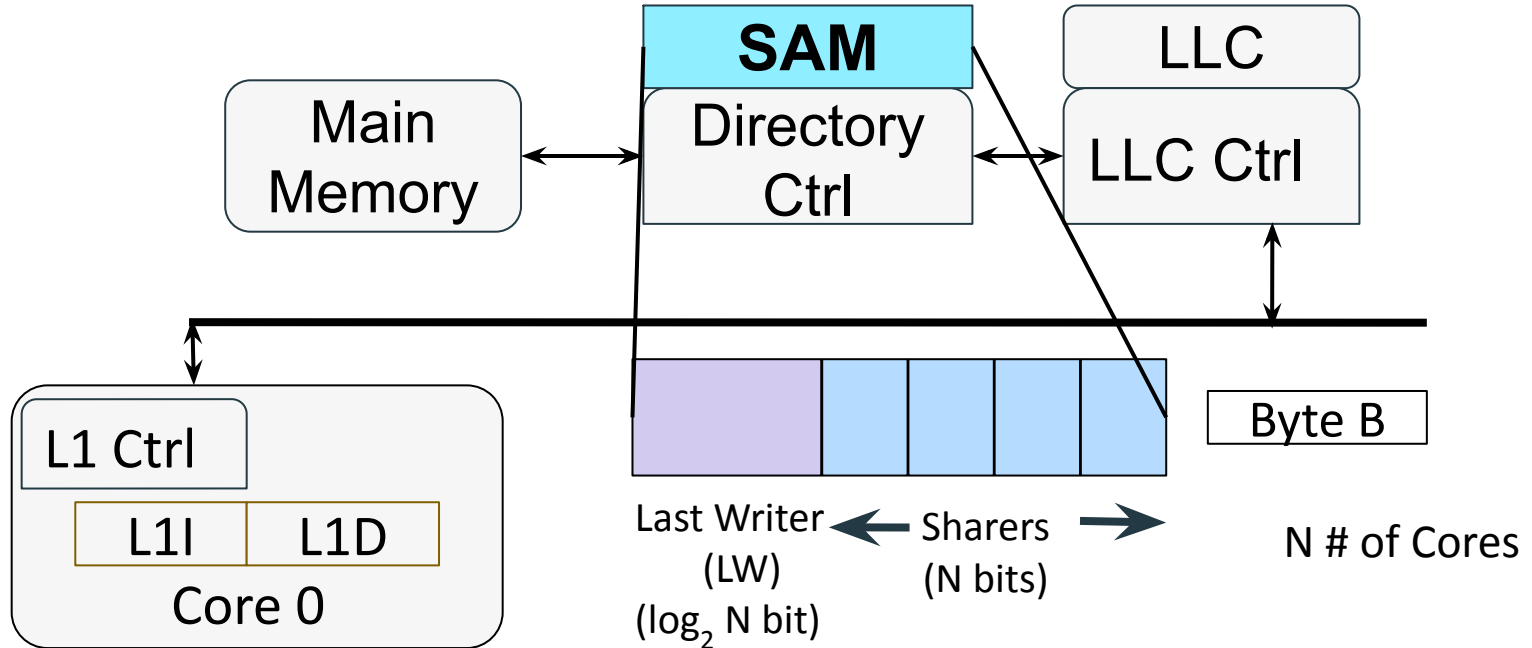 SAM
LLC
Main
Memory
Directory
Ctrl
LLC Ctrl
L1 Ctrl
L1I
L1D
Core 0
Byte B
Last Writer
(LW)
(log₂ N bit)
Sharers
(N bits)
N # of Cores